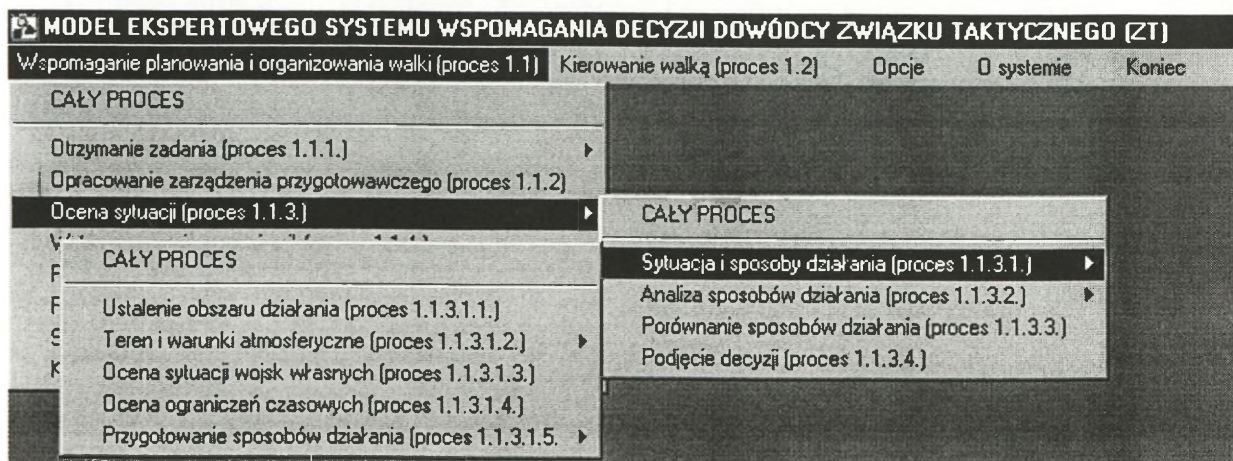 MODEL EKSPERTOWEGO SYSTEMU WSPOMAGANIA DECYZJI DOWÓDCY ZWIĄZKU TAKTYCZNEGO (ZT)
Wspomaganie planowania i organizowania walki (proces 1.1) Kierowanie walką (proces 1.2) Opcje O systemie Koniec
CAŁY PROCES
Otrzymanie zadania (proces 1.1.1.)
Opracowanie zarządzenia przygotowawczego (proces 1.1.2)
Ocena sytuacji (proces 1.1.3.)
CAŁY PROCES
Sytuacja i sposoby działania (proces 1.1.3.1.)
Analiza sposobów działania (proces 1.1.3.2.)
Porównanie sposobów działania (proces 1.1.3.3.)
Podjęcie decyzji (proces 1.1.3.4.)
CAŁY PROCES
Ustalenie obszaru działania (proces 1.1.3.1.1.)
Teren i warunki atmosferyczne (proces 1.1.3.1.2.)
Ocena sytuacji wojsk własnych (proces 1.1.3.1.3.)
Ocena ograniczeń czasowych (proces 1.1.3.1.4.)
Przygotowanie sposobów działania (proces 1.1.3.1.5.